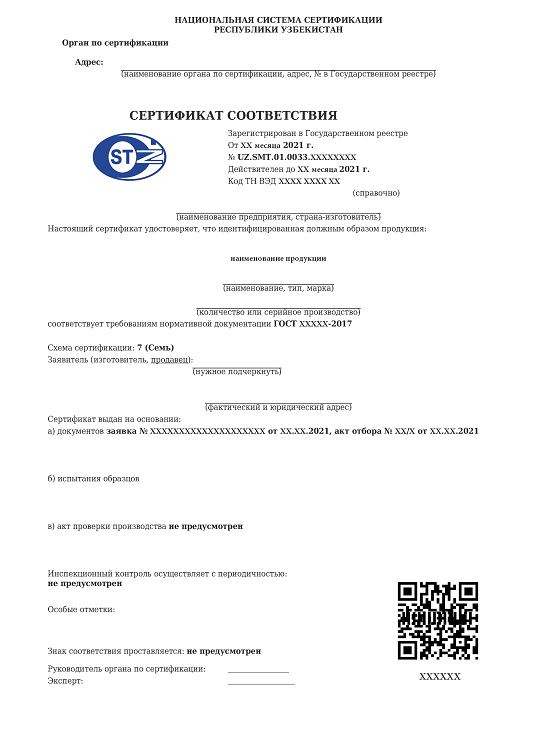 НАЦИОНАЛЬНАЯ СИСТЕМА СЕРТИФИКАЦИИ
РЕСПУБЛИКИ УЗБЕКИСТАН
Орган по сертификации
Адрес:
(наименование органа по сертификации, адрес, № в Государственном реестре)
СЕРТИФИКАТ СООТВЕТСТВИЯ
STZ
Зарегистрирован в Государственном реестре
От XX месяца 2021 г.
№ UZ.SMT.01.0033.XXXXXXXX
Действителен до XX месяца 2021 г.
Код ТН ВЭД XXXX XXXX XX
(справочно)
(наименование предприятия, страна-изготовитель)
Настоящий сертификат удостоверяет, что идентифицированная должным образом продукция:
наименование продукции
(наименование, тип, марка)
(количество или серийное производство)
соответствует требованиям нормативной документации ГОСТ XXXXX-2017
Схема сертификации: 7 (Семь)
Заявитель (изготовитель, продавец):
(нужное подчеркнуть)
(фактический и юридический адрес)
Сертификат выдан на основании:
а) документов заявка № XXXXXXXXXXXXXXXXXXXX от XX.XX.2021, акт отбора № XX/X от XX.XX.2021
б) испытания образцов
в) акт проверки производства не предусмотрен
Инспекционный контроль осуществляет с периодичностью:
не предусмотрен
Особые отметки:
Знак соответствия проставляется: не предусмотрен
Руководитель органа по сертификации:
Эксперт:
XXXXXX